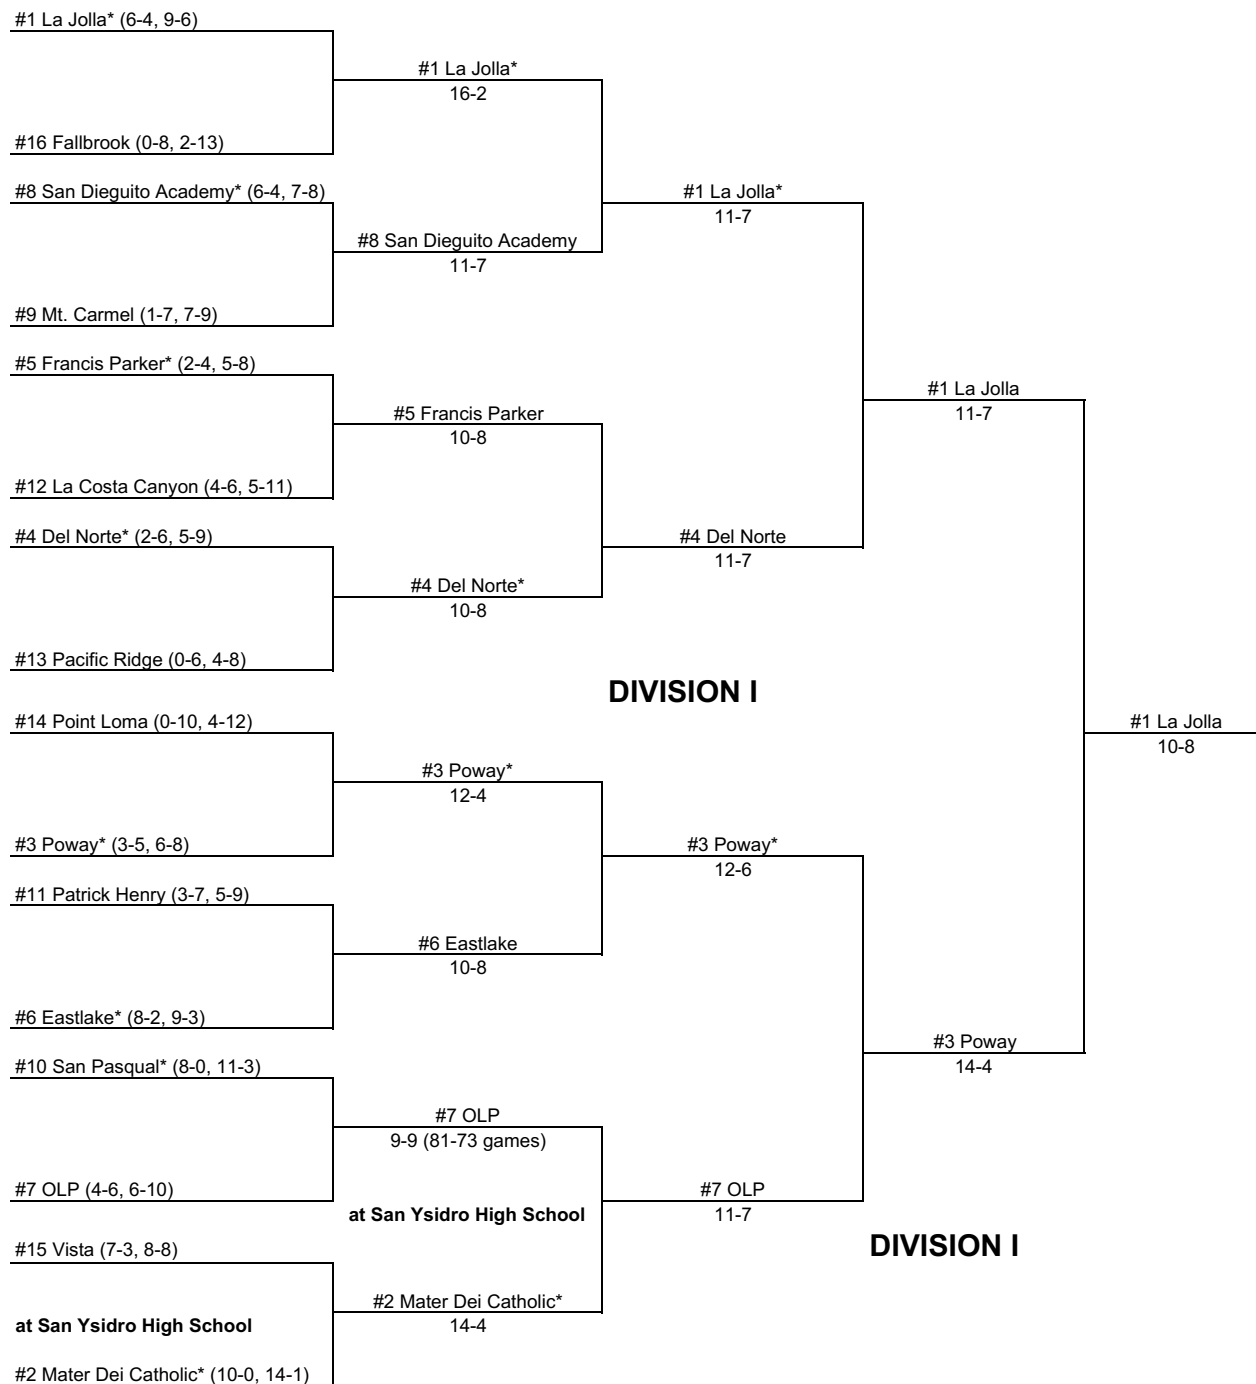 #1 La Jolla* (6-4, 9-6)
#1 La Jolla*
16-2
#16 Fallbrook (0-8, 2-13)
#8 San Dieguito Academy* (6-4, 7-8)
#1 La Jolla*
11-7
#8 San Dieguito Academy
11-7
#9 Mt. Carmel (1-7, 7-9)
#5 Francis Parker* (2-4, 5-8)
#1 La Jolla
11-7
#5 Francis Parker
10-8
#12 La Costa Canyon (4-6, 5-11)
#4 Del Norte* (2-6, 5-9)
#4 Del Norte
11-7
#4 Del Norte*
10-8
#13 Pacific Ridge (0-6, 4-8)
DIVISION I
#14 Point Loma (0-10, 4-12)
#1 La Jolla
10-8
#3 Poway*
12-4
#3 Poway* (3-5, 6-8)
#3 Poway*
12-6
#11 Patrick Henry (3-7, 5-9)
#6 Eastlake
10-8
#6 Eastlake* (8-2, 9-3)
#3 Poway
14-4
#10 San Pasqual* (8-0, 11-3)
#7 OLP
9-9 (81-73 games)
#7 OLP (4-6, 6-10)
#7 OLP
11-7
at San Ysidro High School
#15 Vista (7-3, 8-8)
DIVISION I
#2 Mater Dei Catholic*
14-4
at San Ysidro High School
#2 Mater Dei Catholic* (10-0, 14-1)